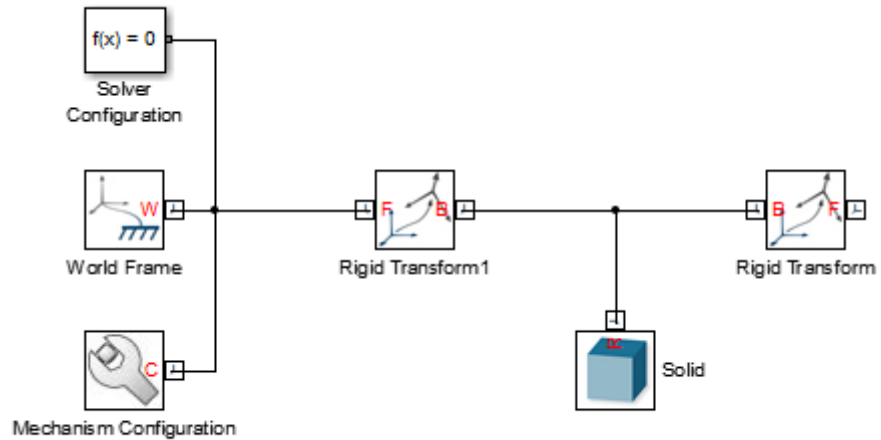 f(x) = 0
Solver
Configuration
W
World Frame
F
B
Rigid Transform1
B
F
Rigid Transform
C
Mechanism Configuration
R
Solid